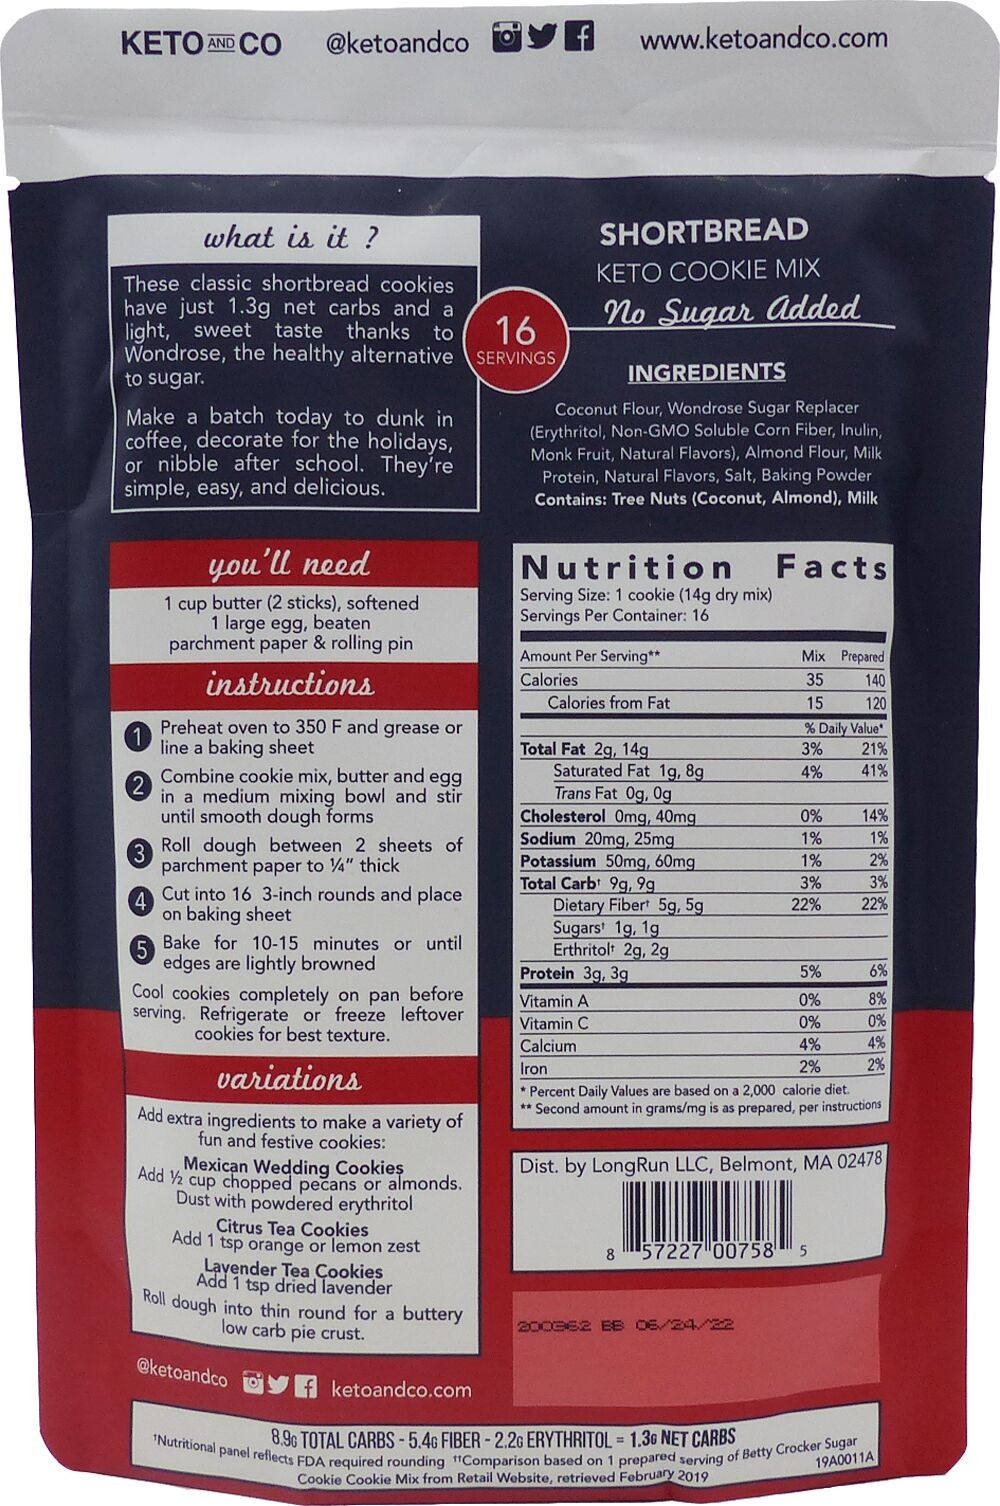 KETO AND CO @ketoandco www.ketoandco.com
what is it ?
These classic shortbread cookies
have just 1.3g net carbs and a
light, sweet taste thanks to
Wondrose, the healthy alternative
to sugar.
Make a batch today to dunk in
coffee, decorate for the holidays,
or nibble after school. They're
simple, easy, and delicious.
16
SERVINGS
SHORTBREAD
KETO COOKIE MIX
No Sugar Added
INGREDIENTS
Coconut Flour, Wondrose Sugar Replacer
(Erythritol, Non-GMO Soluble Corn Fiber, Inulin,
Monk Fruit, Natural Flavors), Almond Flour, Milk
Protein, Natural Flavors, Salt, Baking Powder
Contains: Tree Nuts (Coconut, Almond), Milk
you'll need
1 cup butter (2 sticks), softened
1 large egg, beaten
parchment paper & rolling pin
instructions
1 Preheat oven to 350 F and grease or
line a baking sheet
2 Combine cookie mix, butter and egg
in a medium mixing bowl and stir
until smooth dough forms
3 Roll dough between 2 sheets of
parchment paper to ¼" thick
4 Cut into 16 3-inch rounds and place
on baking sheet
5 Bake for 10-15 minutes or until
edges are lightly browned
Cool cookies completely on pan before
serving. Refrigerate or freeze leftover
cookies for best texture.
variations
Add extra ingredients to make a variety of
fun and festive cookies:
Mexican Wedding Cookies
Add ½ cup chopped pecans or almonds.
Dust with powdered erythritol
Citrus Tea Cookies
Add 1 tsp orange or lemon zest
Lavender Tea Cookies
Add 1 tsp dried lavender
Roll dough into thin round for a buttery
low carb pie crust.
@ketoandco ketoandco.com
Nutrition Facts
Serving Size: 1 cookie (14g dry mix)
Servings Per Container: 16
Amount Per Serving** Mix Prepared
Calories 35 140
Calories from Fat 15 120
% Daily Value*
Total Fat 2g, 14g 3% 21%
Saturated Fat 1g, 8g 4% 41%
Trans Fat 0g, 0g
Cholesterol 0mg, 40mg 0% 14%
Sodium 20mg, 25mg 1% 1%
Potassium 50mg, 60mg 1% 2%
Total Carb† 9g, 9g 3% 3%
Dietary Fiber† 5g, 5g 22% 22%
Sugars† 1g, 1g
Erthritol† 2g, 2g
Protein 3g, 3g 5% 6%
Vitamin A 0% 8%
Vitamin C 0% 0%
Calcium 4% 4%
Iron 2% 2%
* Percent Daily Values are based on a 2,000 calorie diet.
** Second amount in grams/mg is as prepared, per instructions
Dist. by LongRun LLC, Belmont, MA 02478
8 57227 00758 5
200362 BB 06/24/22
8.9G TOTAL CARBS - 5.4G FIBER - 2.2G ERYTHRITOL = 1.3G NET CARBS
†Nutritional panel reflects FDA required rounding ††Comparison based on 1 prepared serving of Betty Crocker Sugar
Cookie Cookie Mix from Retail Website, retrieved February 2019
19A0011A